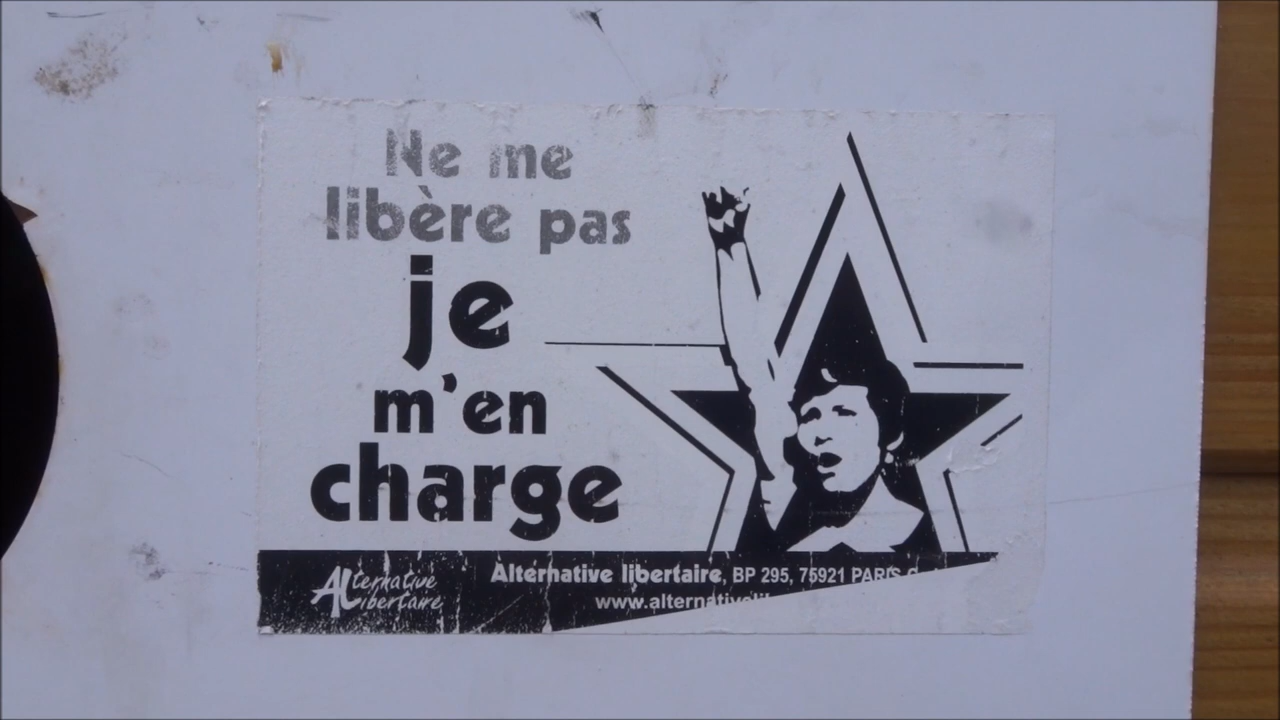 Ne me
libère pas
je
m'en
charge
Alternative
Libertaire
Alternative libertaire, BP 295, 75921 PARIS